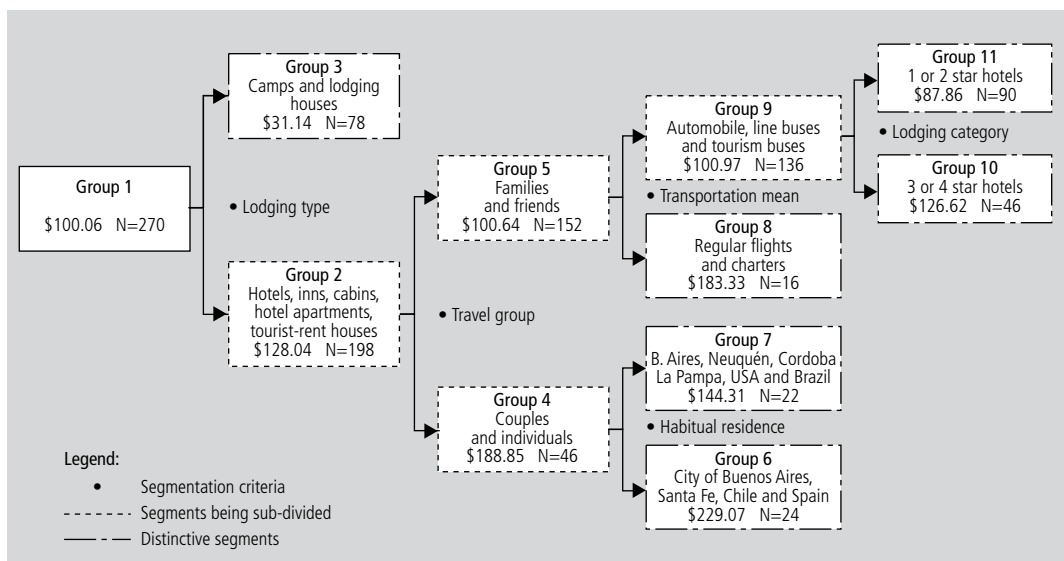 Group 1
$100.06 N=270
Group 3
Camps and lodging
houses
$31.14 N=78
• Lodging type
Group 2
Hotels, inns, cabins,
hotel apartments,
tourist-rent houses
$128.04 N=198
Group 5
Families
and friends
$100.64 N=152
• Travel group
Group 4
Couples
and individuals
$188.85 N=46
Group 9
Automobile, line buses
and tourism buses
$100.97 N=136
• Transportation mean
Group 8
Regular flights
and charters
$183.33 N=16
Group 7
B. Aires, Neuquén, Cordoba
La Pampa, USA and Brazil
$144.31 N=22
• Habitual residence
Group 6
City of Buenos Aires,
Santa Fe, Chile and Spain
$229.07 N=24
Group 11
1 or 2 star hotels
$87.86 N=90
• Lodging category
Group 10
3 or 4 star hotels
$126.62 N=46
Legend:
• Segmentation criteria
Segments being sub-divided
Distinctive segments